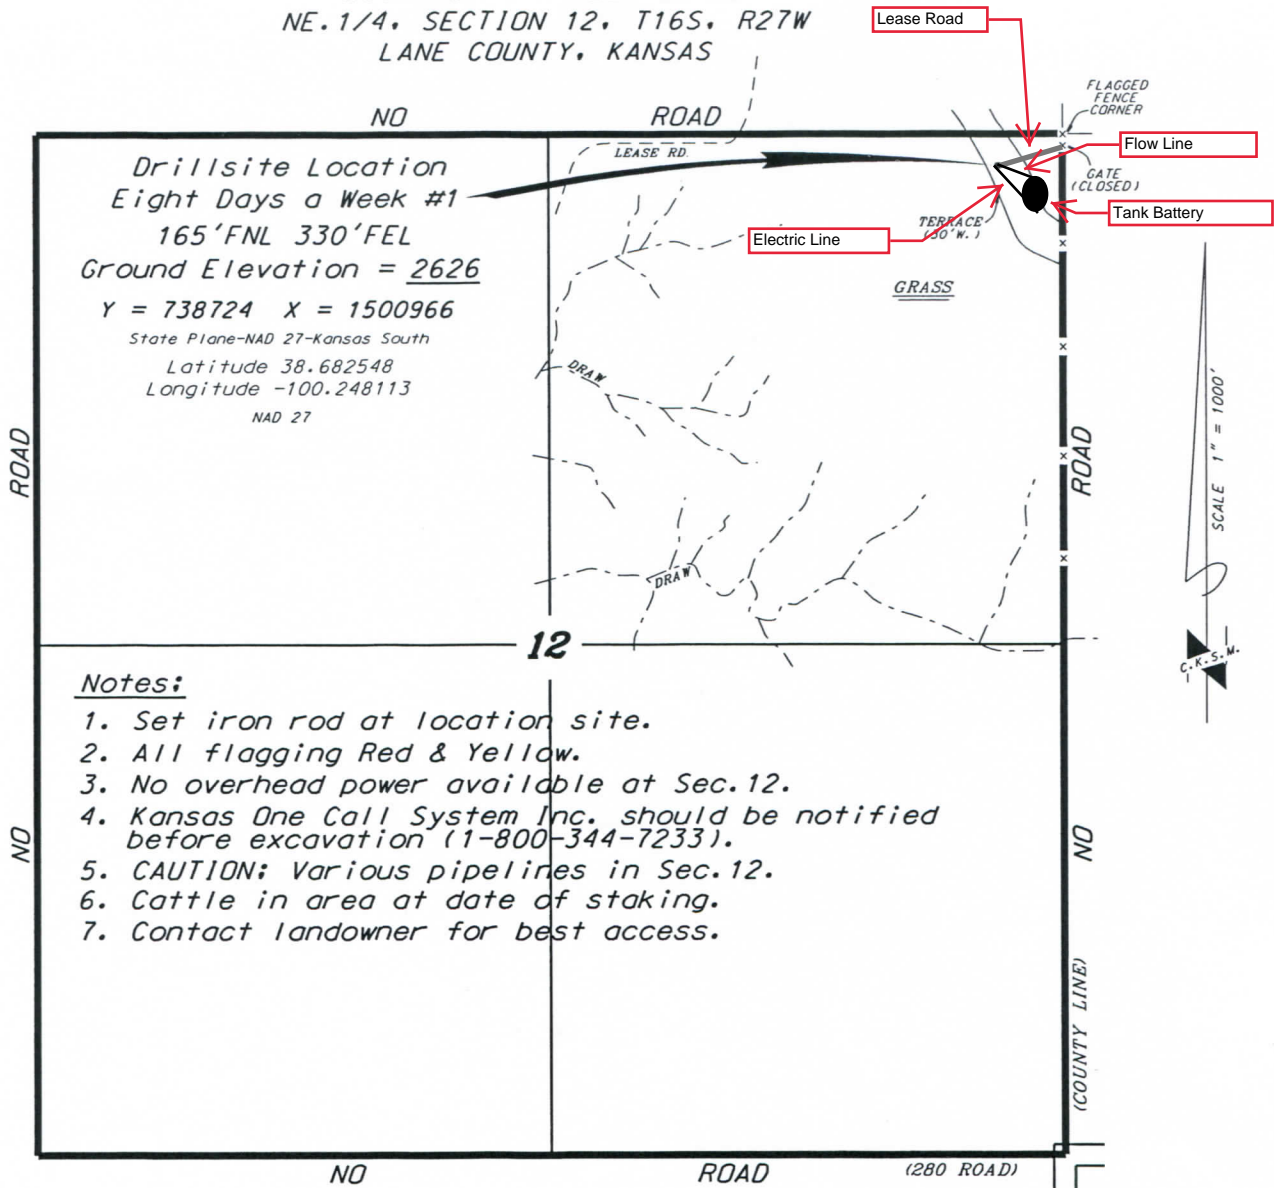 NE.1/4, SECTION 12, T16S, R27W
LANE COUNTY, KANSAS
Lease Road
FLAGGED
FENCE
CORNER
NO ROAD
Flow Line
LEASE RD.
GATE
(CLOSED)
Tank Battery
Drillsite Location
Eight Days a Week #1
165'FNL 330'FEL
Ground Elevation = 2626
Y = 738724 X = 1500966
State Plane-NAD 27-Kansas South
Latitude 38.682548
Longitude -100.248113
NAD 27
TERRACE
(30'W.)
Electric Line
GRASS
DRAW
SCALE 1" = 1000'
ROAD
ROAD
DRAW
12
C.K.S.M.
Notes:
1. Set iron rod at location site.
2. All flagging Red & Yellow.
3. No overhead power available at Sec.12.
4. Kansas One Call System Inc. should be notified
before excavation (1-800-344-7233).
5. CAUTION: Various pipelines in Sec.12.
6. Cattle in area at date of staking.
7. Contact landowner for best access.
NO
NO
(COUNTY LINE)
NO ROAD (280 ROAD)